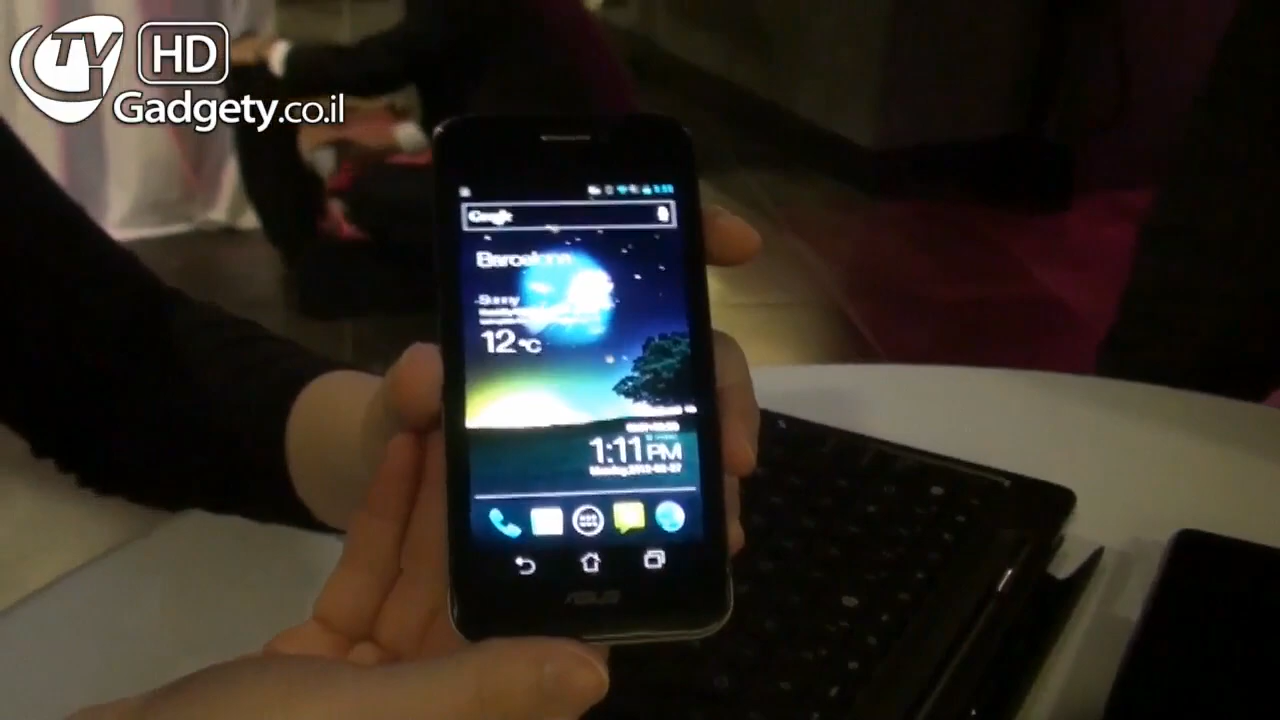 TV
HD
Gadgety.co.il
Google
Barcelona
Sunny
12°C
1:11PM
ASUS